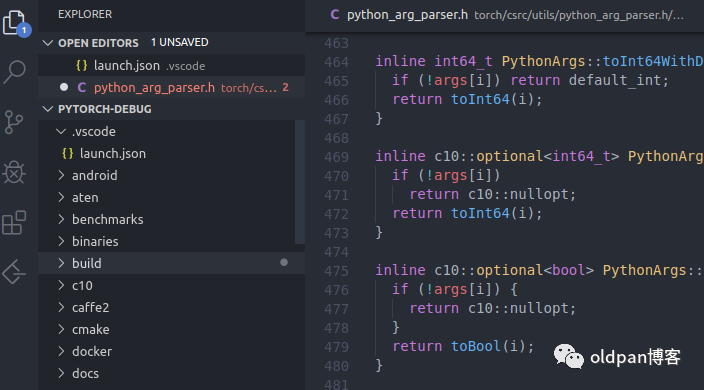 EXPLORER
OPEN EDITORS 1 UNSAVED
{} launch.json .vscode
C python_arg_parser.h torch/cs... 2
PYTORCH-DEBUG
.vscode
{} launch.json
android
aten
benchmarks
binaries
build
c10
caffe2
cmake
docker
docs
1
C python_arg_parser.h torch/csrc/utils/python_arg_parser.h/...
463
464 inline int64_t PythonArgs::toInt64WithD
465 if (!args[i]) return default_int;
466 return toInt64(i);
467 }
468
469 inline c10::optional<int64_t> PythonArg
470 if (!args[i])
471 return c10::nullopt;
472 return toInt64(i);
473 }
474
475 inline c10::optional<bool> PythonArgs::
476 if (!args[i]) {
477 return c10::nullopt;
478 }
479 return toBool(i);
480 }
481
oldpan博客